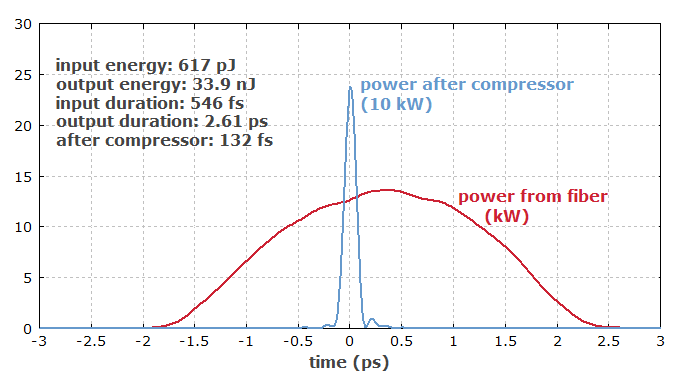 30
25
20
15
10
5
0
input energy: 617 pJ
output energy: 33.9 nJ
input duration: 546 fs
output duration: 2.61 ps
after compressor: 132 fs
power after compressor
(10 kW)
power from fiber
(kW)
-3 -2.5 -2 -1.5 -1 -0.5 0 0.5 1 1.5 2 2.5 3
time (ps)